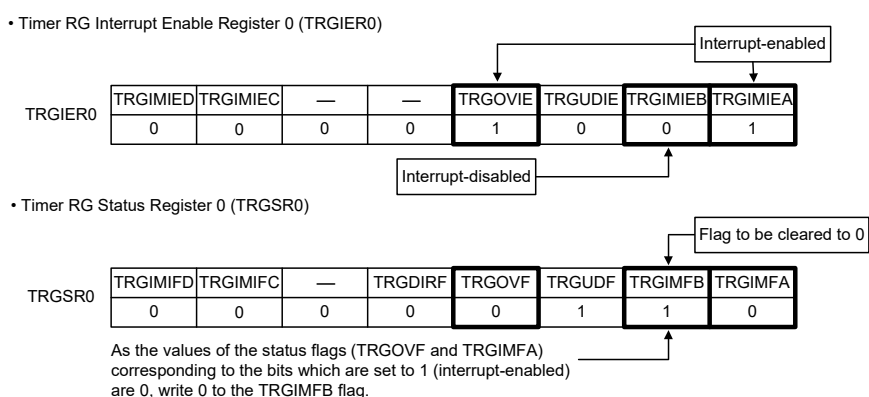 • Timer RG Interrupt Enable Register 0 (TRGIER0)
Interrupt-enabled
TRGIER0
TRGIMIED TRGIMIEC — — TRGOVIE TRGUDIE TRGIMIEB TRGIMIEA
0 0 0 0 1 0 0 1
Interrupt-disabled
• Timer RG Status Register 0 (TRGSR0)
Flag to be cleared to 0
TRGSR0
TRGIMIFD TRGIMIFC — TRGDIRF TRGOVF TRGUDF TRGIMFB TRGIMFA
0 0 0 0 0 1 1 0
As the values of the status flags (TRGOVF and TRGIMFA)
corresponding to the bits which are set to 1 (interrupt-enabled)
are 0, write 0 to the TRGIMFB flag.